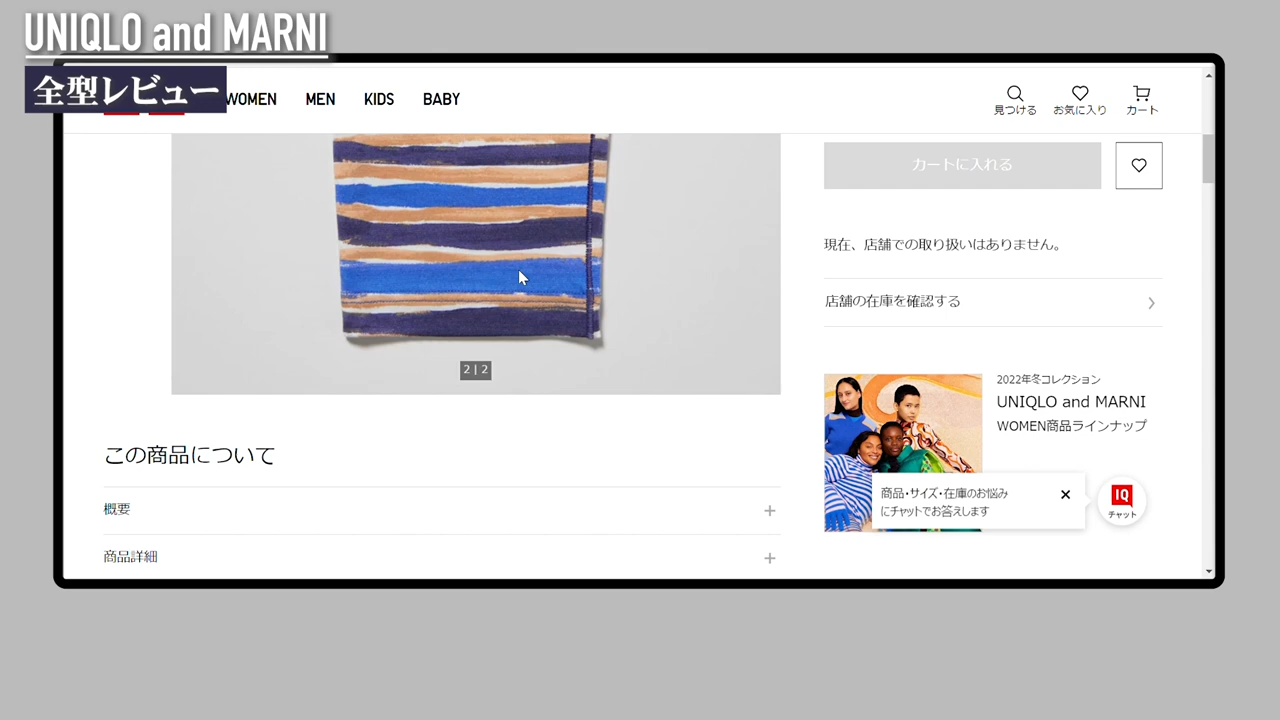 UNIQLO and MARNI
全型レビュー
WOMEN MEN KIDS BABY
見つける お気に入り カート
カートに入れる
現在、店舗での取り扱いはありません。
店舗の在庫を確認する
2 | 2
2022年冬コレクション
UNIQLO and MARNI
WOMEN商品ラインナップ
この商品について
商品・サイズ・在庫のお悩み
にチャットでお答えします
IQ
チャット
概要
商品詳細